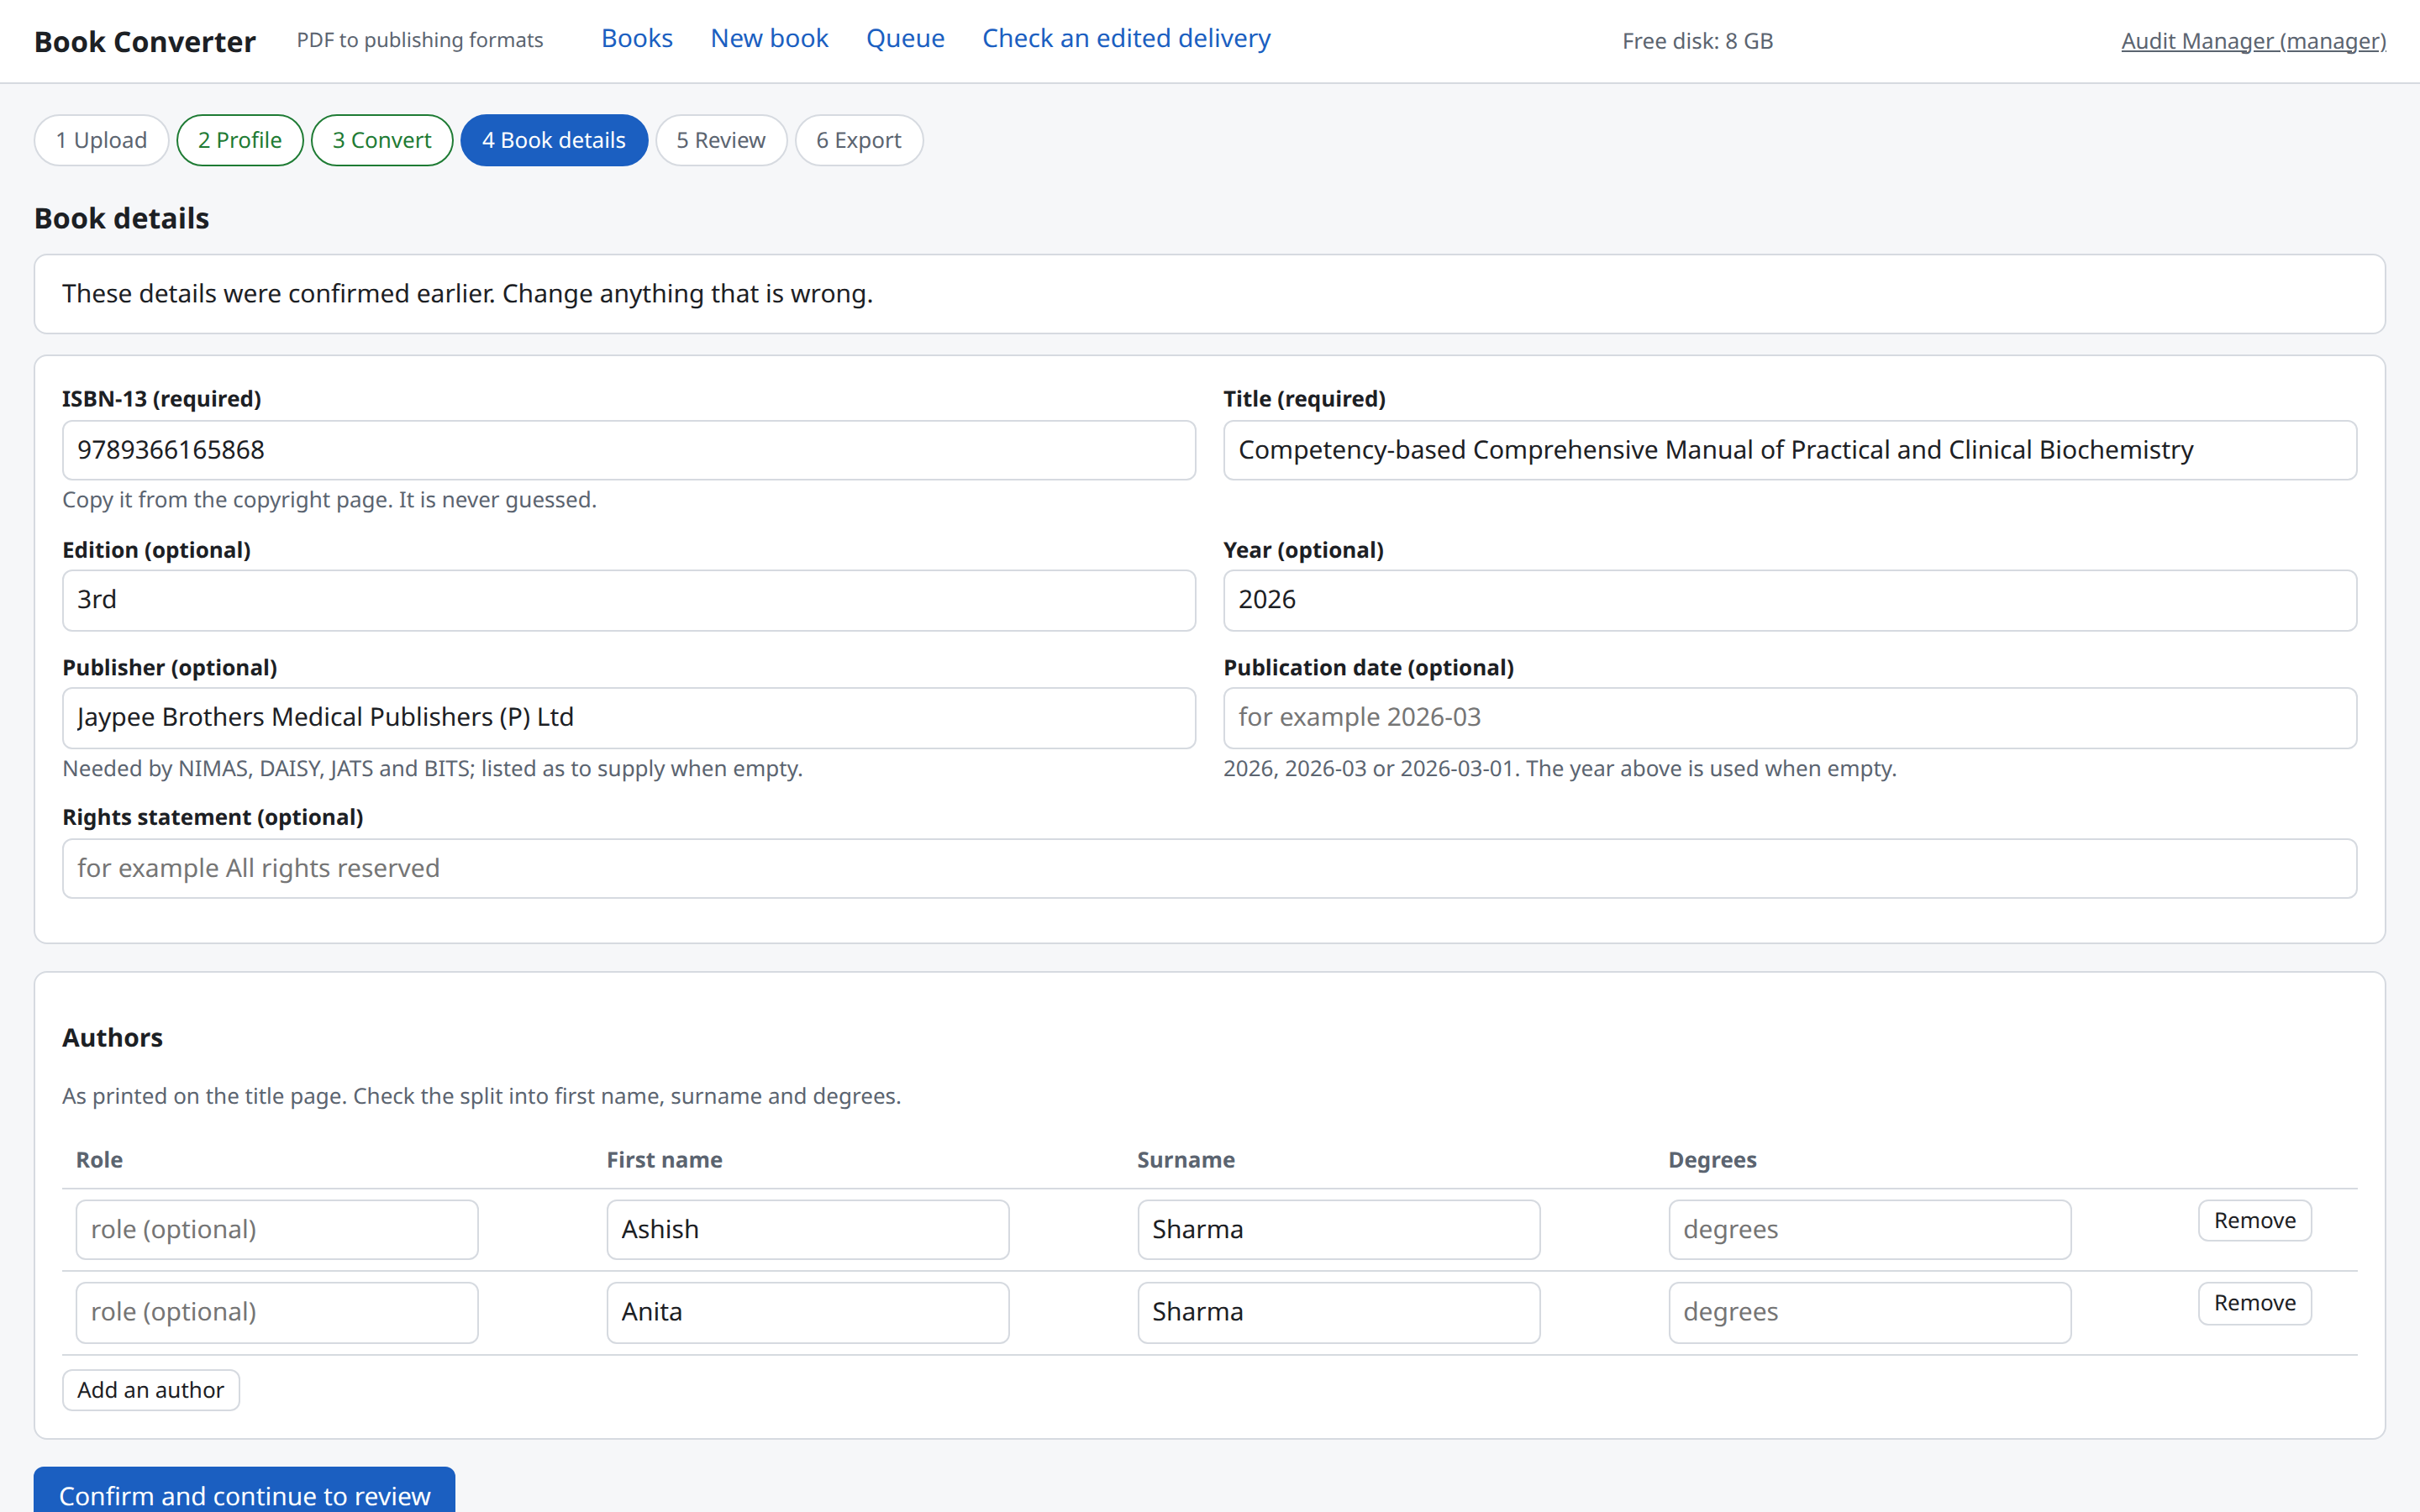 Book Converter PDF to publishing formats Books New book Queue Check an edited delivery Free disk: 8 GB Audit Manager (manager)
1 Upload 2 Profile 3 Convert 4 Book details 5 Review 6 Export
Book details
These details were confirmed earlier. Change anything that is wrong.
ISBN-13 (required) Title (required)
9789366165868 Competency-based Comprehensive Manual of Practical and Clinical Biochemistry
Copy it from the copyright page. It is never guessed.
Edition (optional) Year (optional)
3rd 2026
Publisher (optional) Publication date (optional)
Jaypee Brothers Medical Publishers (P) Ltd for example 2026-03
Needed by NIMAS, DAISY, JATS and BITS; listed as to supply when empty. 2026, 2026-03 or 2026-03-01. The year above is used when empty.
Rights statement (optional)
for example All rights reserved
Authors
As printed on the title page. Check the split into first name, surname and degrees.
Role First name Surname Degrees
role (optional) Ashish Sharma degrees Remove
role (optional) Anita Sharma degrees Remove
Add an author
Confirm and continue to review